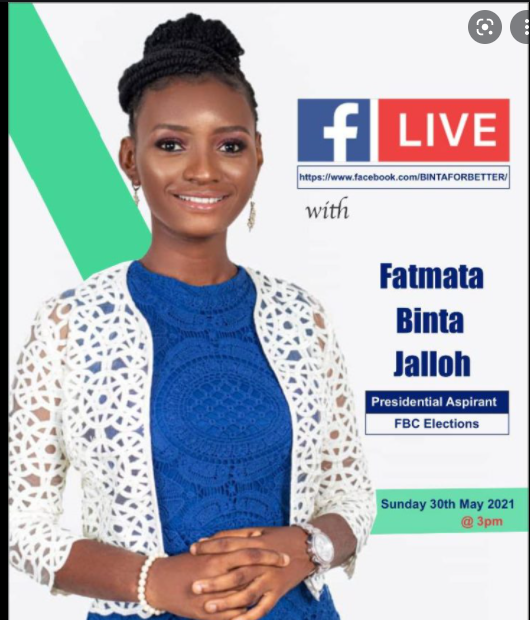 f LIVE
https://www.facebook.com/BINTAFORBETTER/
with
Fatmata
Binta
Jalloh
Presidential Aspirant
FBC Elections
Sunday 30th May 2021
@ 3pm